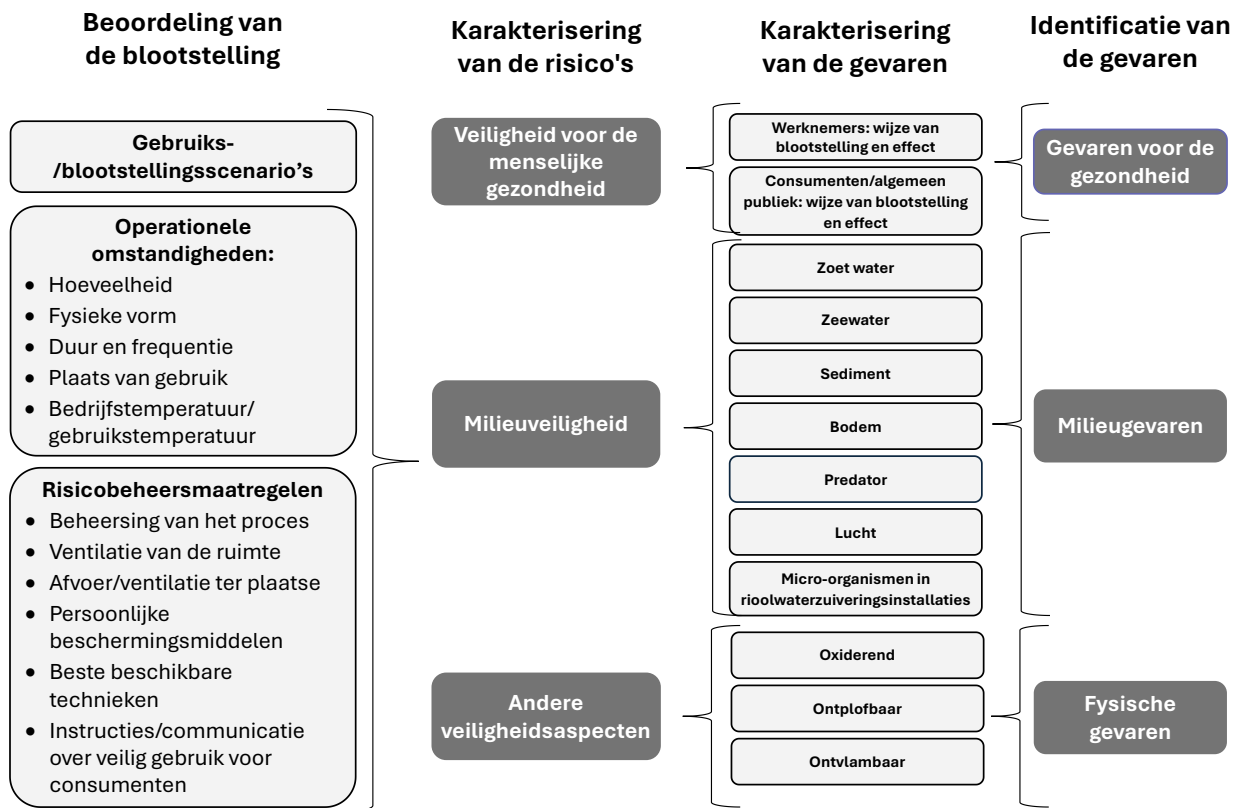 Beoordeling van
de blootstelling
Gebruiks-
/blootstellingsscenario’s
Operationele
omstandigheden:
• Hoeveelheid
• Fysieke vorm
• Duur en frequentie
• Plaats van gebruik
• Bedrijfstemperatuur/
gebruikstemperatuur
Risicobeheersmaatregelen
• Beheersing van het proces
• Ventilatie van de ruimte
• Afvoer/ventilatie ter plaatse
• Persoonlijke
beschermingsmiddelen
• Beste beschikbare
technieken
• Instructies/communicatie
over veilig gebruik voor
consumenten
Karakterisering
van de risico's
Veiligheid voor de
menselijke
gezondheid
Milieuveiligheid
Andere
veiligheidsaspecten
Karakterisering
van de gevaren
Werknemers: wijze van
blootstelling en effect
Consumenten/algemeen
publiek: wijze van blootstelling
en effect
Zoet water
Zeewater
Sediment
Bodem
Predator
Lucht
Micro-organismen in
rioolwaterzuiveringsinstallaties
Oxiderend
Ontplofbaar
Ontvlambaar
Identificatie van
de gevaren
Gevaren voor de
gezondheid
Milieugevaren
Fysische
gevaren